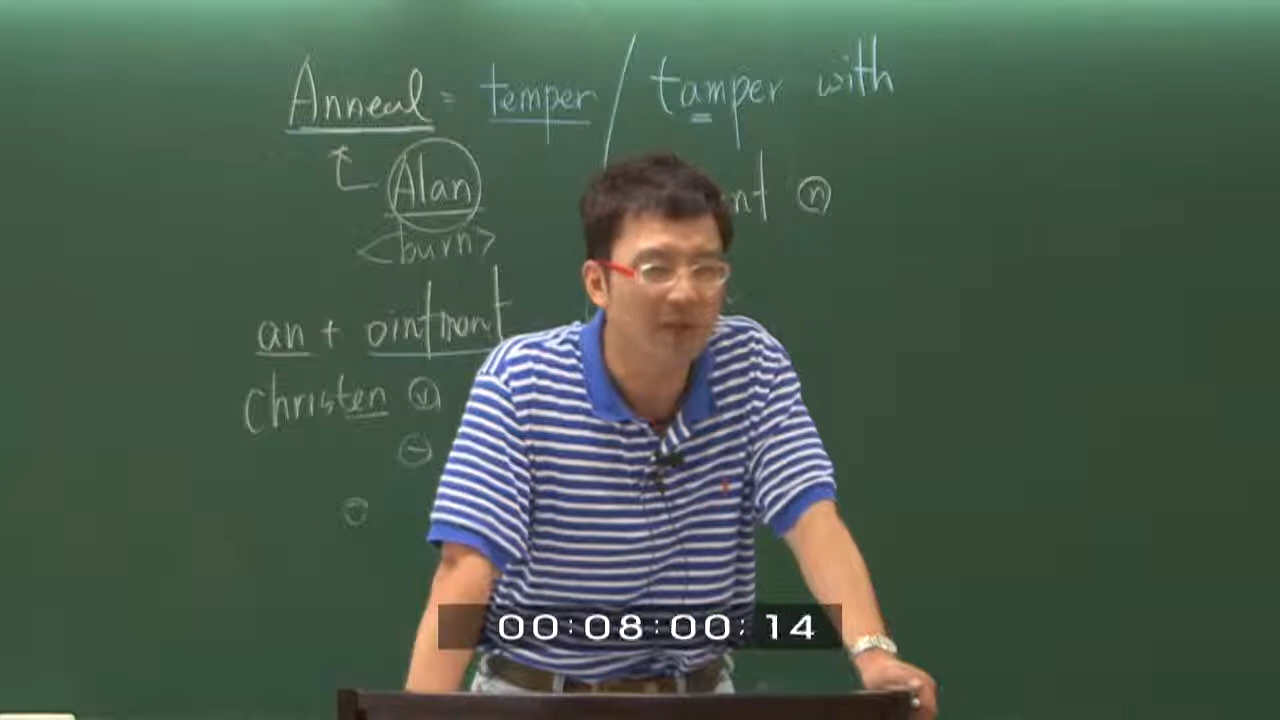 Anneal = temper / tamper with
Alan
nt n
<burn>
an + ointment
christen v
00:08:00;14